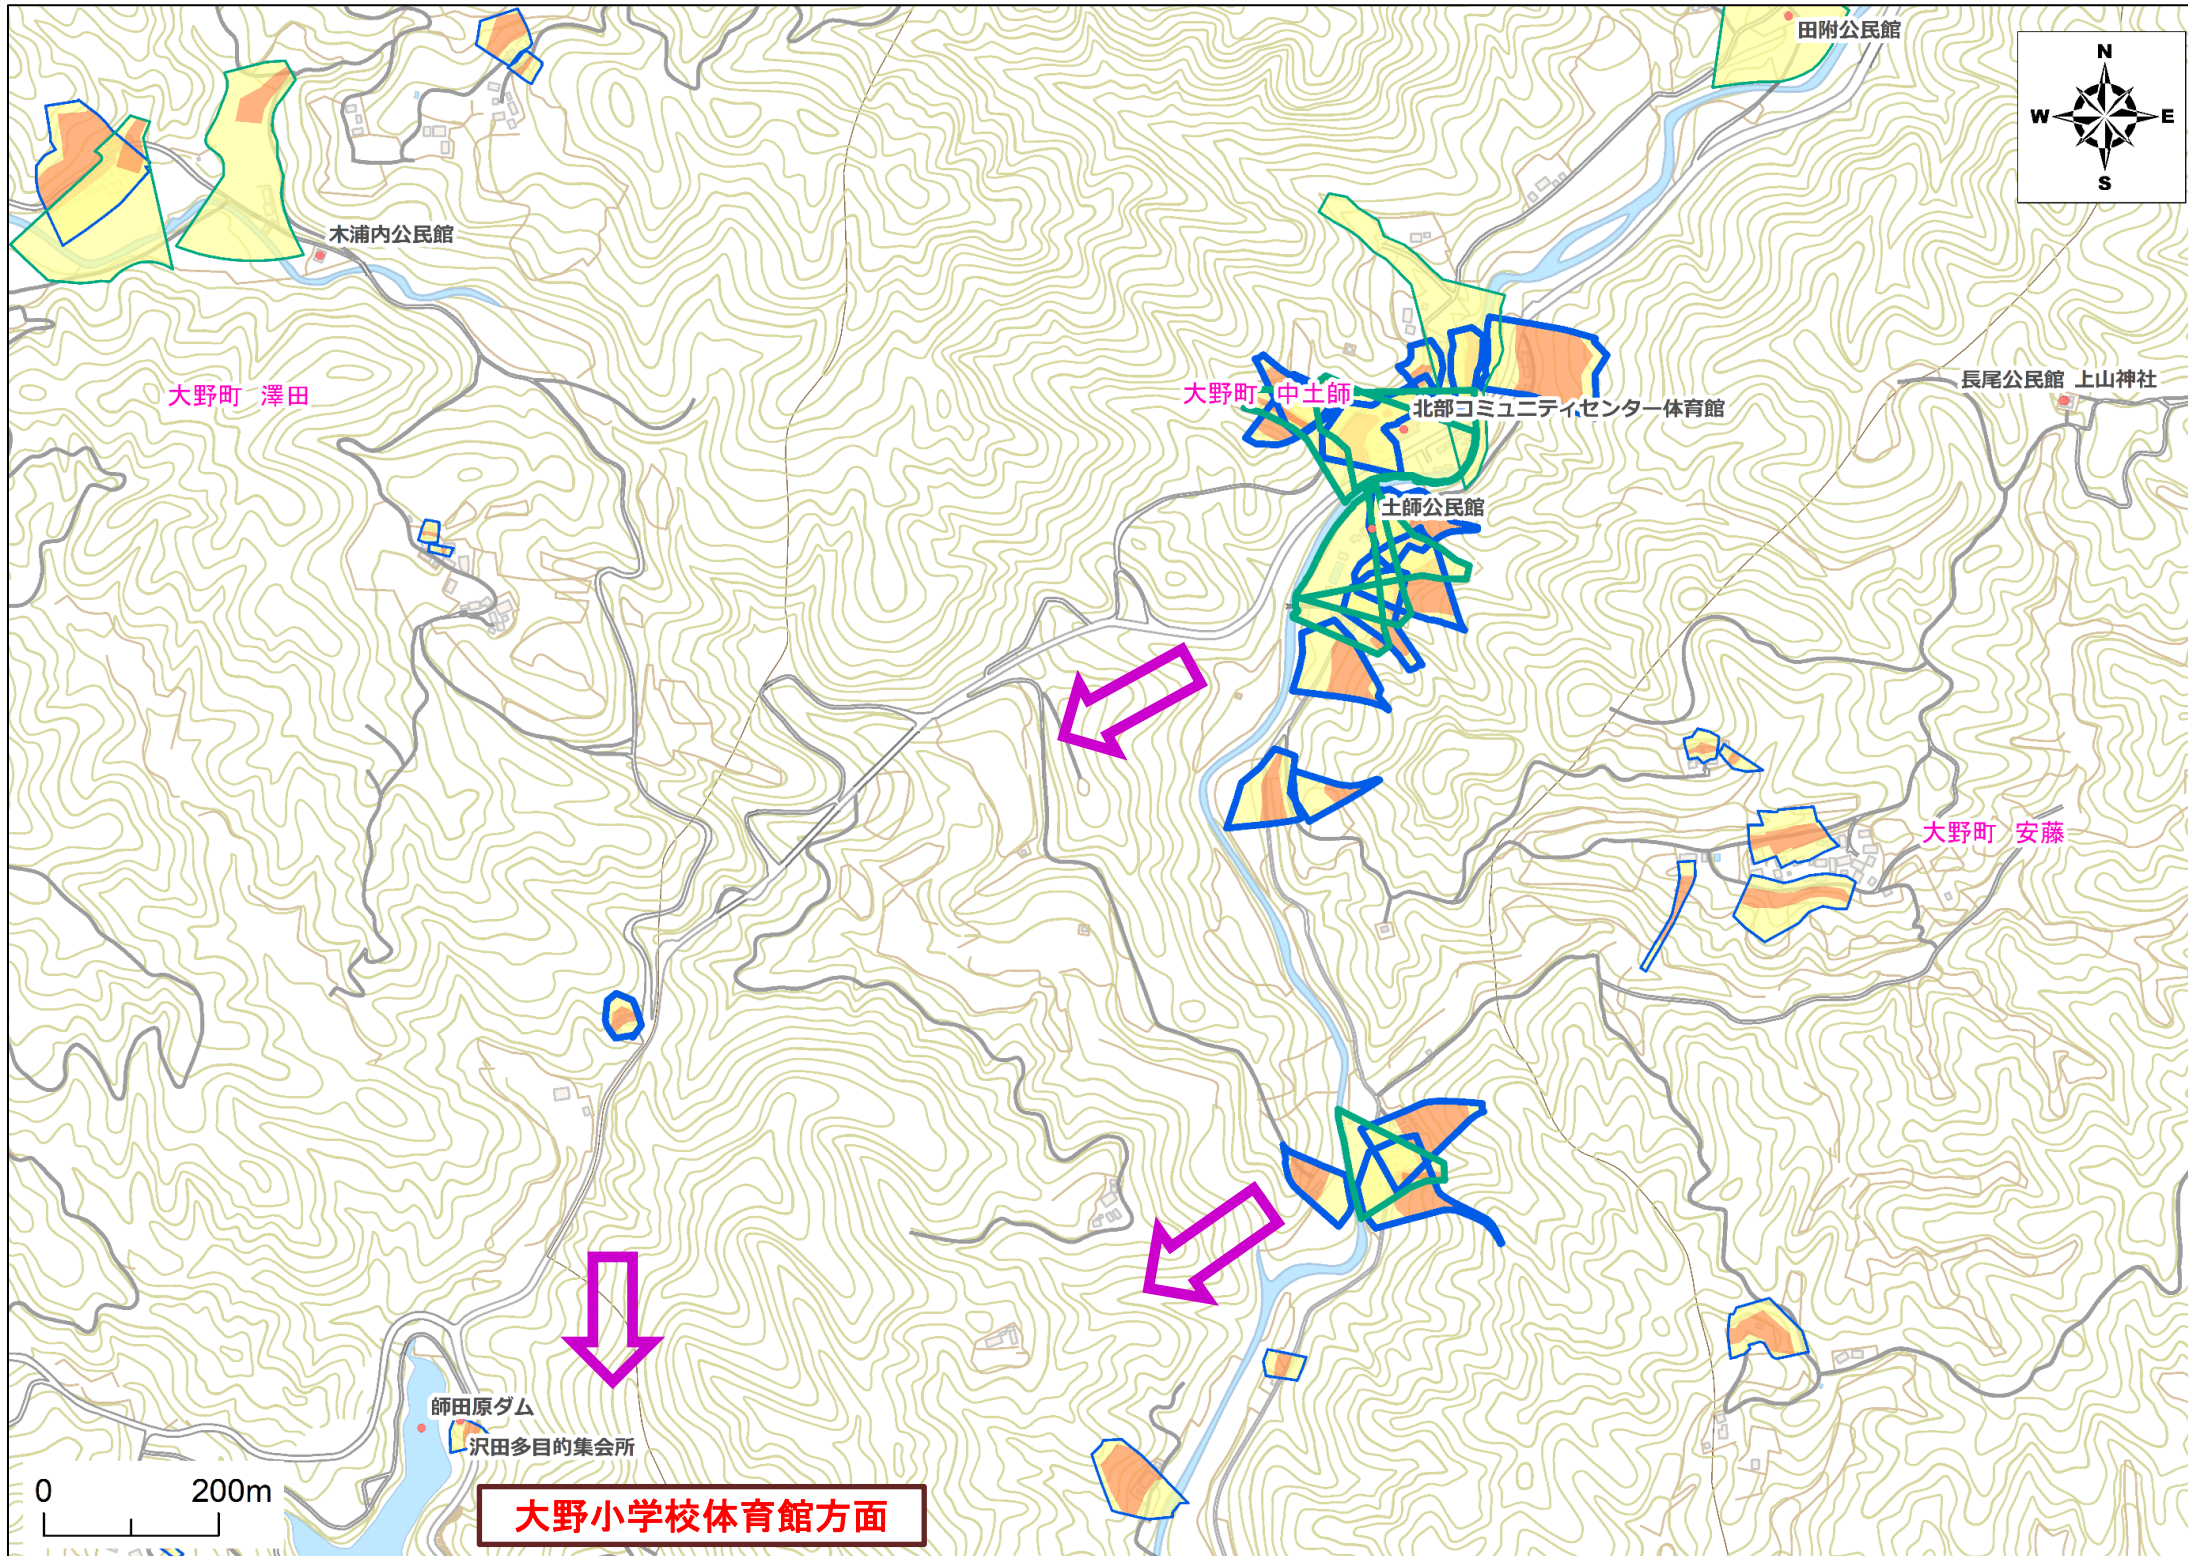 田附公民館
N
W
E
S
木浦内公民館
大野町 澤田
大野町 中土師
長尾公民館 上山神社
北部コミュニティセンター体育館
土師公民館
大野町 安藤
師田原ダム
沢田多目的集会所
0 200m
大野小学校体育館方面